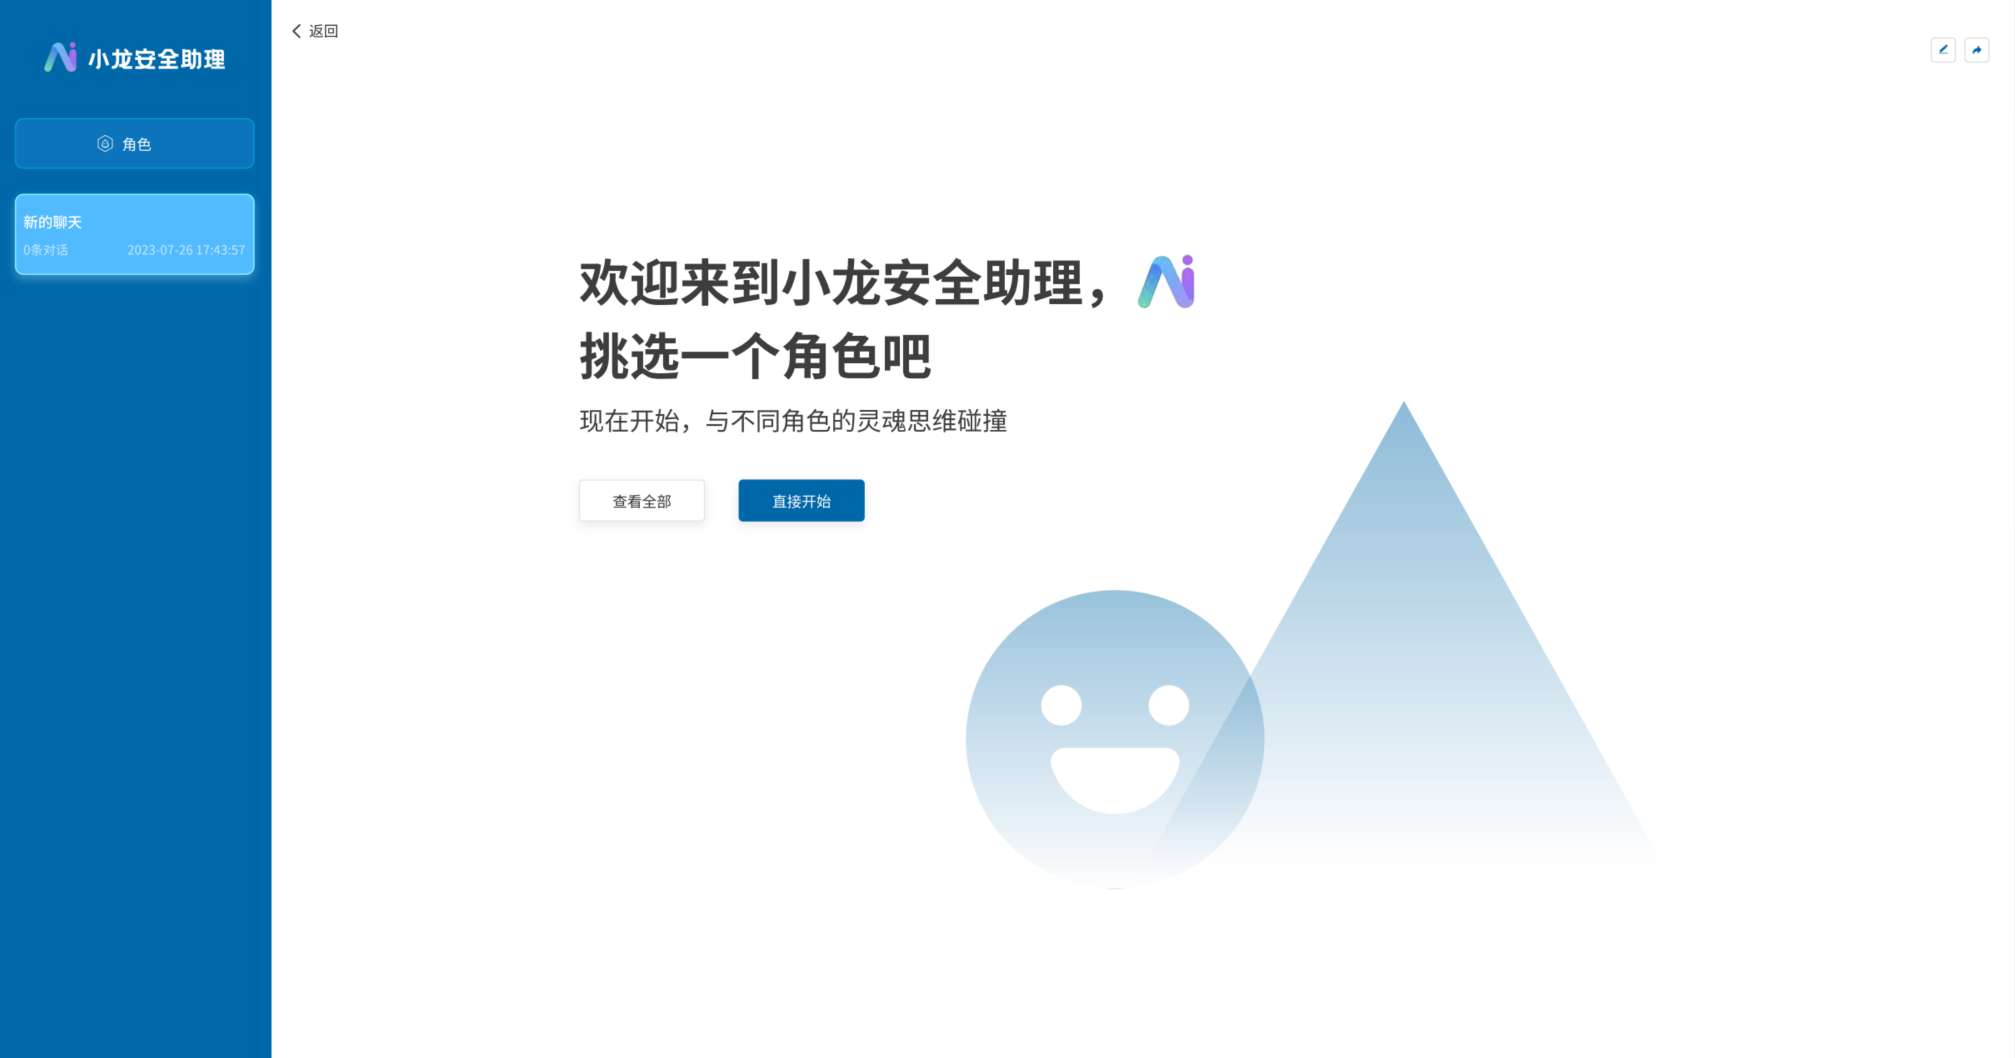 小龙安全助理
角色
新的聊天
0条对话 2023-07-26 17:43:57
返回
欢迎来到小龙安全助理，
挑选一个角色吧
现在开始，与不同角色的灵魂思维碰撞
查看全部 直接开始